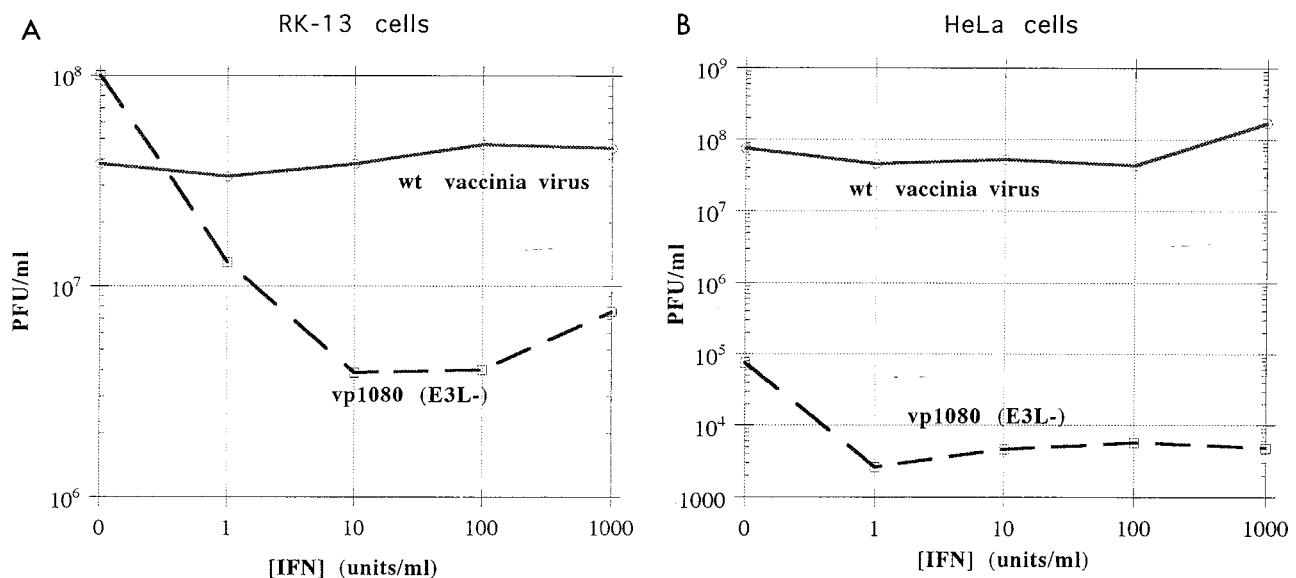 A
RK-13 cells
10^8
10^7
10^6
PFU/ml
wt vaccinia virus
vp1080 (E3L-)
0 1 10 100 1000
[IFN] (units/ml)
B
HeLa cells
10^9
10^8
10^7
10^6
10^5
10^4
1000
PFU/ml
wt vaccinia virus
vp1080 (E3L-)
0 1 10 100 1000
[IFN] (units/ml)